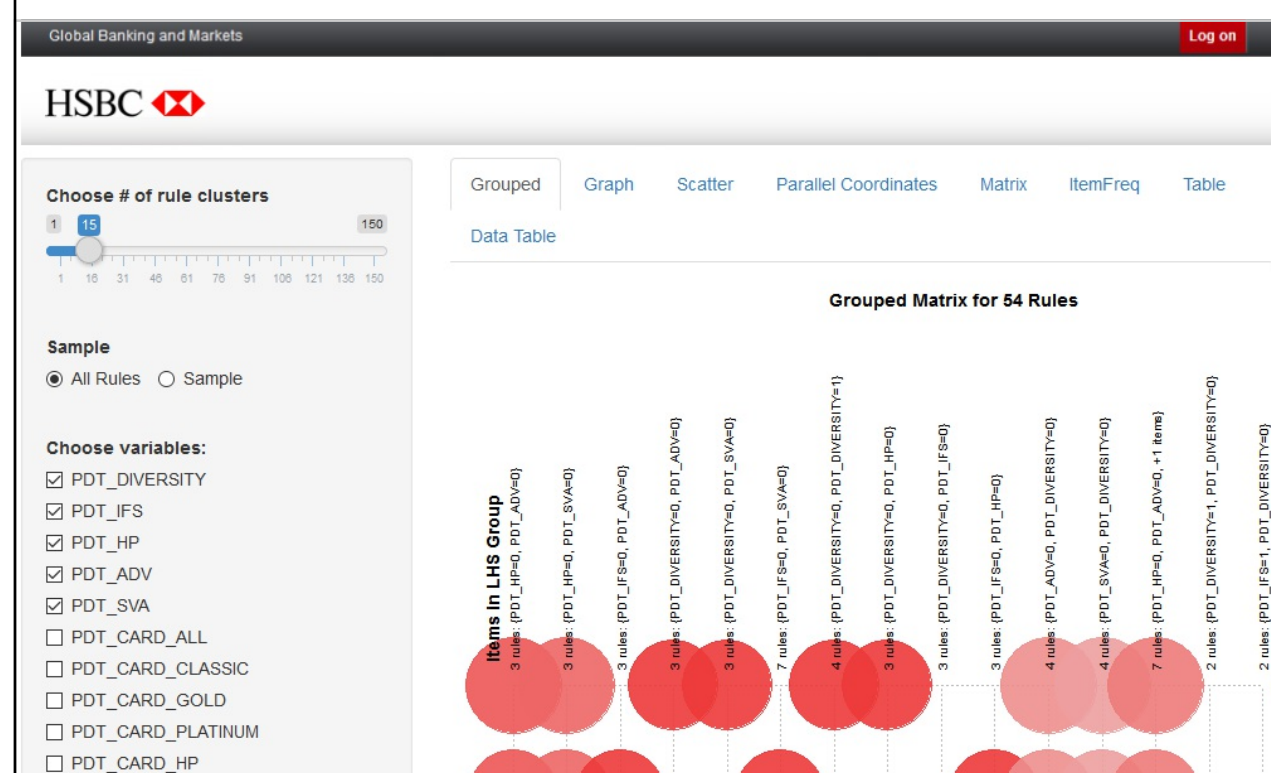 Global Banking and Markets
Log on
HSBC
Choose # of rule clusters
1 15 150
1 16 31 46 61 76 91 106 121 136 150
Sample
All Rules Sample
Choose variables:
PDT_DIVERSITY
PDT_IFS
PDT_HP
PDT_ADV
PDT_SVA
PDT_CARD_ALL
PDT_CARD_CLASSIC
PDT_CARD_GOLD
PDT_CARD_PLATINUM
PDT_CARD_HP
Grouped Graph Scatter Parallel Coordinates Matrix ItemFreq Table
Data Table
Grouped Matrix for 54 Rules
Items in LHS Group
3 rules: {PDT_HP=0, PDT_ADV=0}
3 rules: {PDT_HP=0, PDT_SVA=0}
3 rules: {PDT_IFS=0, PDT_ADV=0}
3 rules: {PDT_DIVERSITY=0, PDT_ADV=0}
3 rules: {PDT_DIVERSITY=0, PDT_SVA=0}
7 rules: {PDT_IFS=0, PDT_SVA=0}
4 rules: {PDT_DIVERSITY=0, PDT_DIVERSITY=1}
3 rules: {PDT_DIVERSITY=0, PDT_HP=0}
3 rules: {PDT_DIVERSITY=0, PDT_IFS=0}
3 rules: {PDT_IFS=0, PDT_HP=0}
4 rules: {PDT_ADV=0, PDT_DIVERSITY=0}
4 rules: {PDT_SVA=0, PDT_DIVERSITY=0}
7 rules: {PDT_HP=0, PDT_ADV=0, +1 items}
2 rules: {PDT_DIVERSITY=1, PDT_DIVERSITY=0}
2 rules: {PDT_IFS=1, PDT_DIVERSITY=0}